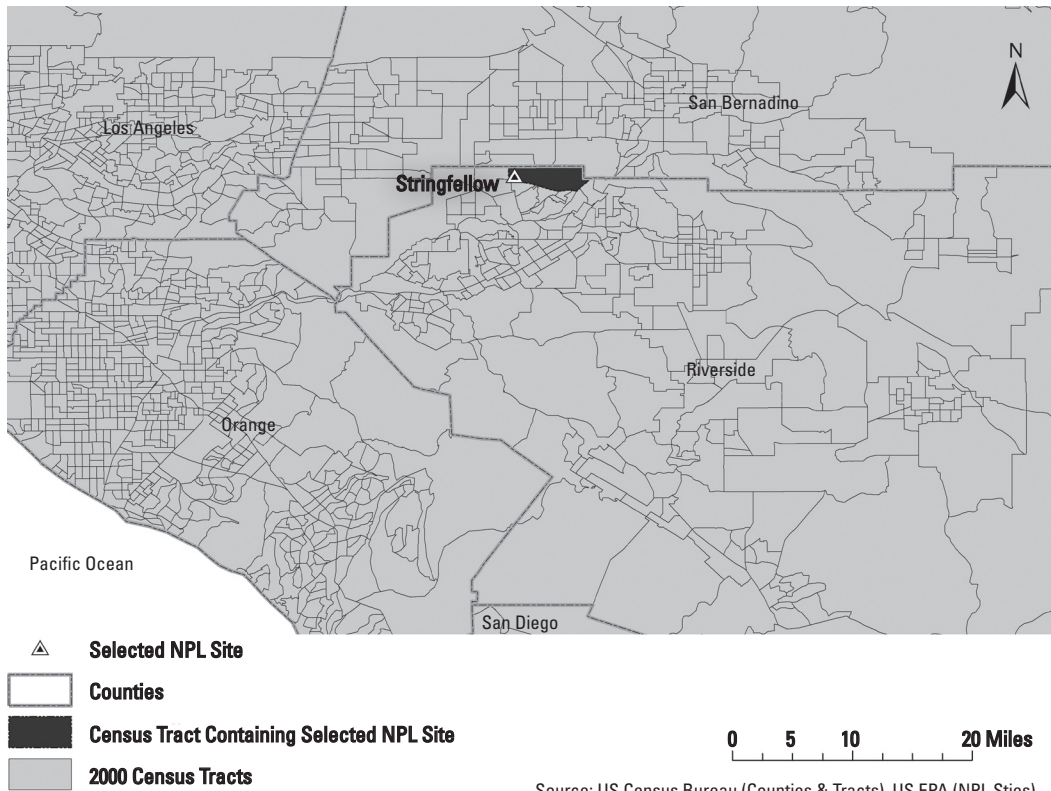 N
San Bernadino
Los Angeles
Stringfellow
Riverside
Orange
Pacific Ocean
San Diego
Selected NPL Site
Counties
Census Tract Containing Selected NPL Site
2000 Census Tracts
0 5 10 20 Miles
Source: US Census Bureau (Counties & Tracts), US EPA (NPL Sties)